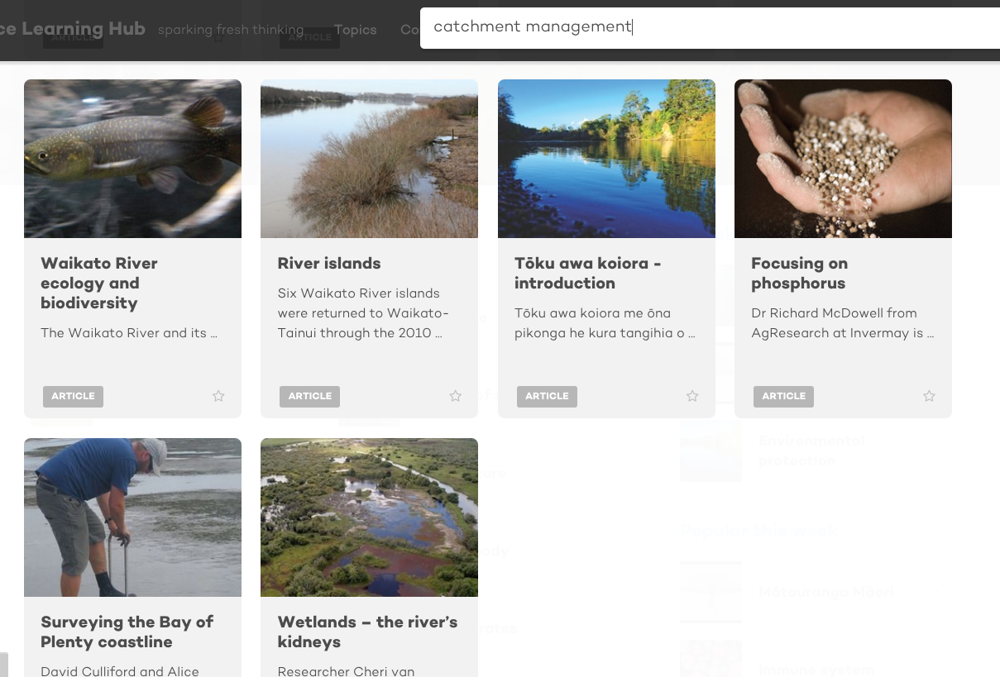 ce Learning Hub
sparking fresh thinking
Topics
Co
catchment management
ARTICLE
ARTICLE
Waikato River
ecology and
biodiversity
The Waikato River and its ...
ARTICLE
River islands
Six Waikato River islands
were returned to Waikato-
Tainui through the 2010 ...
ARTICLE
Tōku awa koiora -
introduction
Tōku awa koiora me ōna
pikonga he kura tangihia o ...
ARTICLE
Focusing on
phosphorus
Dr Richard McDowell from
AgResearch at Invermay is ...
ARTICLE
Environmental
protection
Popular this week
Mātauranga Māori
Immune system
Surveying the Bay of
Plenty coastline
David Culliford and Alice
Wetlands – the river's
kidneys
Researcher Cheri van